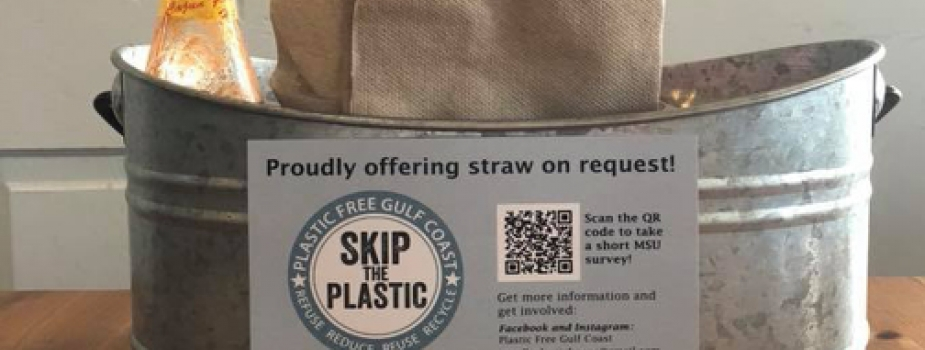 Proudly offering straw on request!
PLASTIC FREE GULF COAST
SKIP
THE
PLASTIC
REFUSE REDUCE REUSE RECYCLE
Scan the QR
code to take
a short MSU
survey!
Get more information and
get involved:
Facebook and Instagram:
Plastic Free Gulf Coast